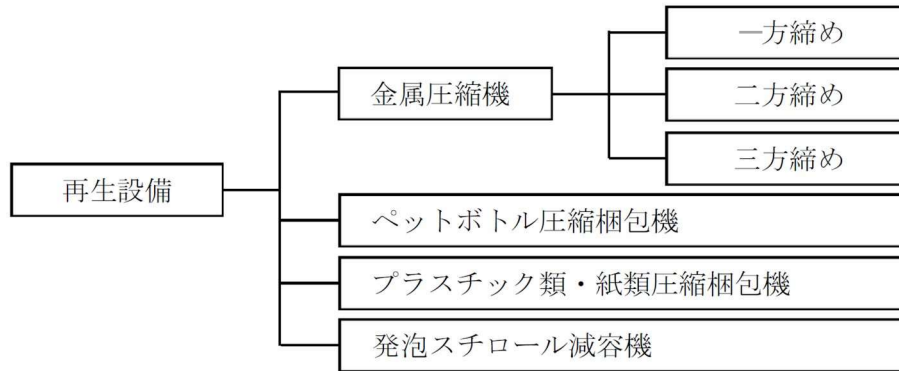 再生設備
金属圧縮機
一方締め
二方締め
三方締め
ペットボトル圧縮梱包機
プラスチック類・紙類圧縮梱包機
発泡スチロール減容機